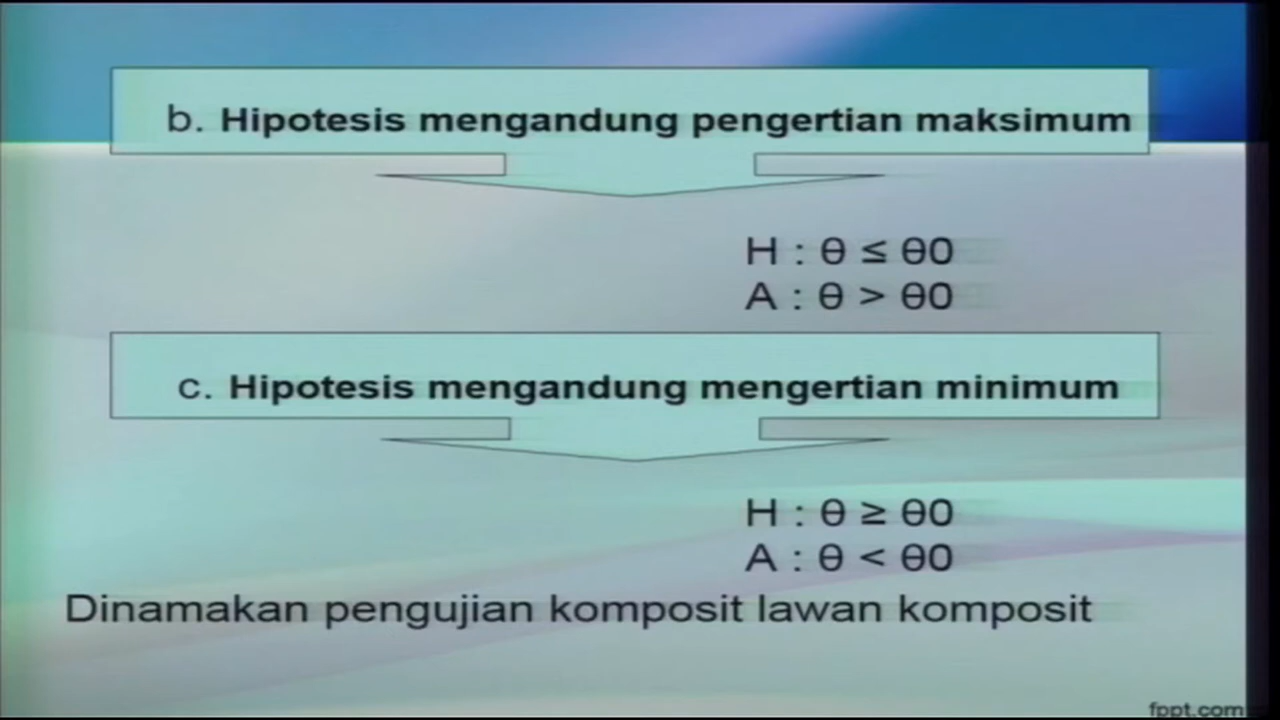 b. Hipotesis mengandung pengertian maksimum
H : θ ≤ θ0
A : θ > θ0
c. Hipotesis mengandung mengertian minimum
H : θ ≥ θ0
A : θ < θ0
Dinamakan pengujian komposit lawan komposit
fppt.com